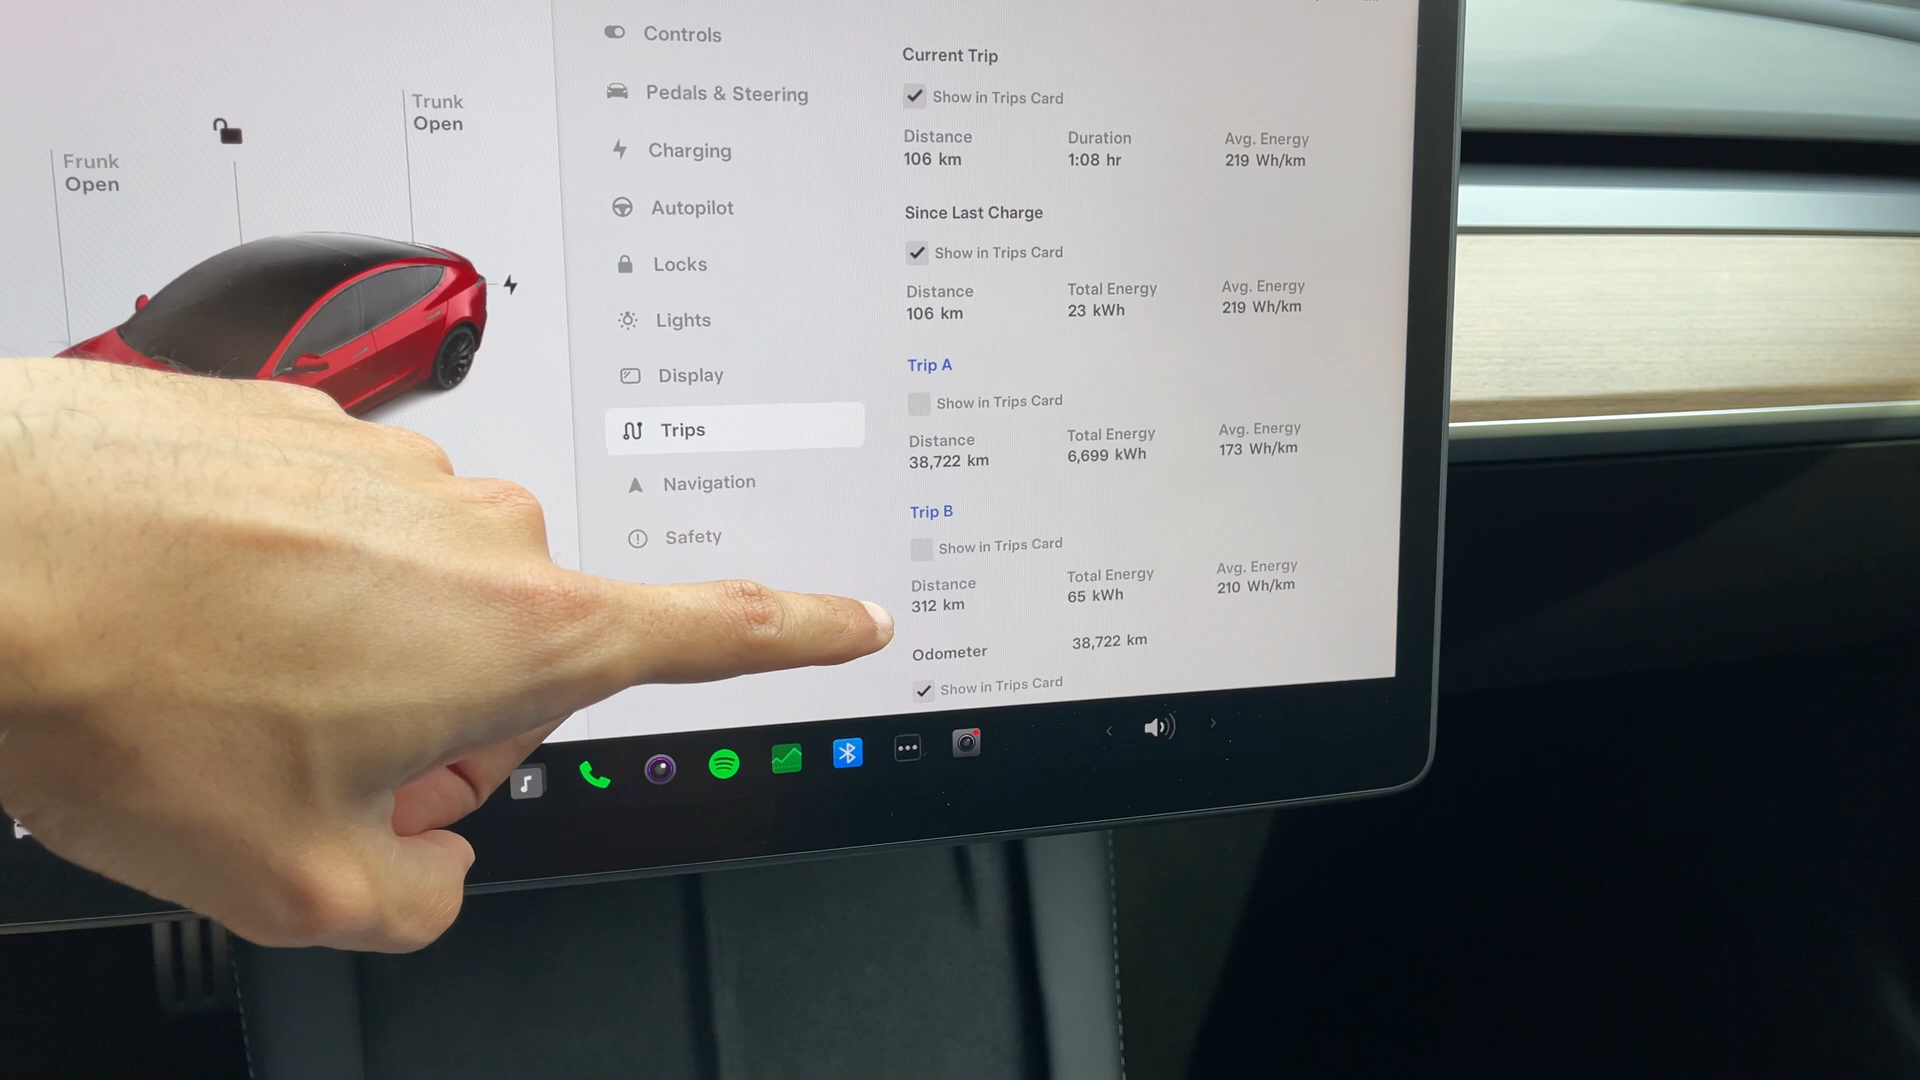 Frunk
Open
Trunk
Open
Controls
Pedals & Steering
Charging
Autopilot
Locks
Lights
Display
Trips
Navigation
Safety
Current Trip
Show in Trips Card
Distance
Duration
Avg. Energy
106 km
1:08 hr
219 Wh/km
Since Last Charge
Show in Trips Card
Distance
Total Energy
Avg. Energy
106 km
23 kWh
219 Wh/km
Trip A
Show in Trips Card
Distance
Total Energy
Avg. Energy
38,722 km
6,699 kWh
173 Wh/km
Trip B
Show in Trips Card
Distance
Total Energy
Avg. Energy
312 km
65 kWh
210 Wh/km
Odometer
38,722 km
Show in Trips Card